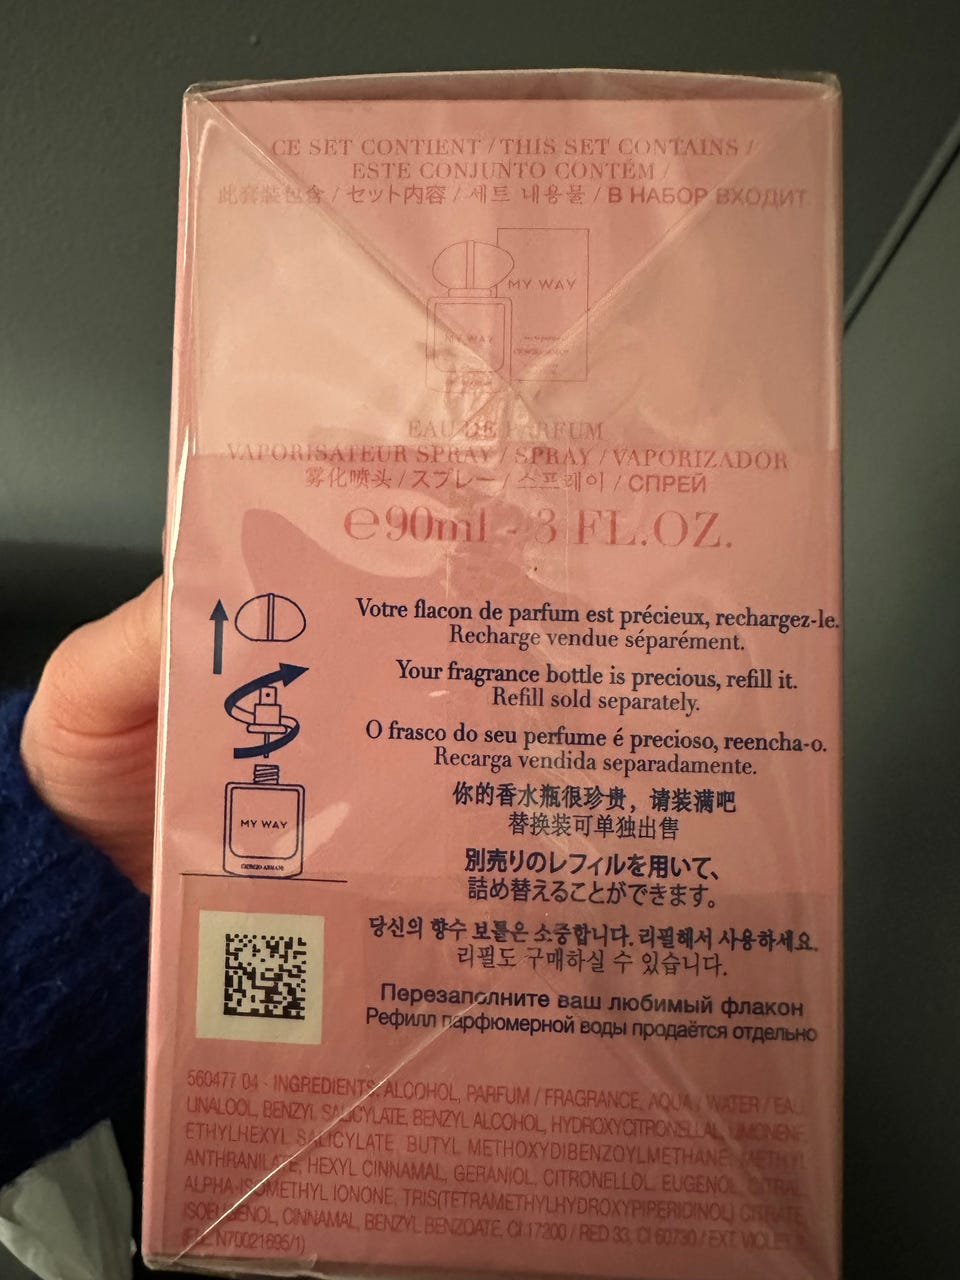 CE SET CONTIENT / THIS SET CONTAINS /
ESTE CONJUNTO CONTÉM /
此套装包含 / セット内容 / 세트 내용물 / В НАБОР ВХОДИТ
MY WAY
MY WAY
EAU DE PARFUM
VAPORISATEUR SPRAY / SPRAY / VAPORIZADOR
雾化喷头 / スプレー / 스프레이 / СПРЕЙ
℮90ml - 3 FL.OZ.
Votre flacon de parfum est précieux, rechargez-le.
Recharge vendue séparément.
Your fragrance bottle is precious, refill it.
Refill sold separately.
O frasco do seu perfume é precioso, reencha-o.
Recarga vendida separadamente.
你的香水瓶很珍贵，请装满吧
替换装可单独出售
別売りのレフィルを用いて、
詰め替えることができます。
당신의 향수 보틀은 소중합니다. 리필해서 사용하세요.
리필도 구매하실 수 있습니다.
Перезаполните ваш любимый флакон
Рефилл парфюмерной воды продаётся отдельно
MY WAY
GIORGIO ARMANI
560477 04 - INGREDIENTS: ALCOHOL, PARFUM / FRAGRANCE, AQUA / WATER / EAU,
LINALOOL, BENZYL SALICYLATE, BENZYL ALCOHOL, HYDROXYCITRONELLAL, LIMONENE,
ETHYLHEXYL SALICYLATE, BUTYL METHOXYDIBENZOYLMETHANE, METHYL
ANTHRANILATE, HEXYL CINNAMAL, GERANIOL, CITRONELLOL, EUGENOL, CITRAL,
ALPHA-ISOMETHYL IONONE, TRIS(TETRAMETHYLHYDROXYPIPERIDINOL) CITRATE,
ISOEUGENOL, CINNAMAL, BENZYL BENZOATE, CI 17200 / RED 33, CI 60730 / EXT. VIOLET
N70021695/1)